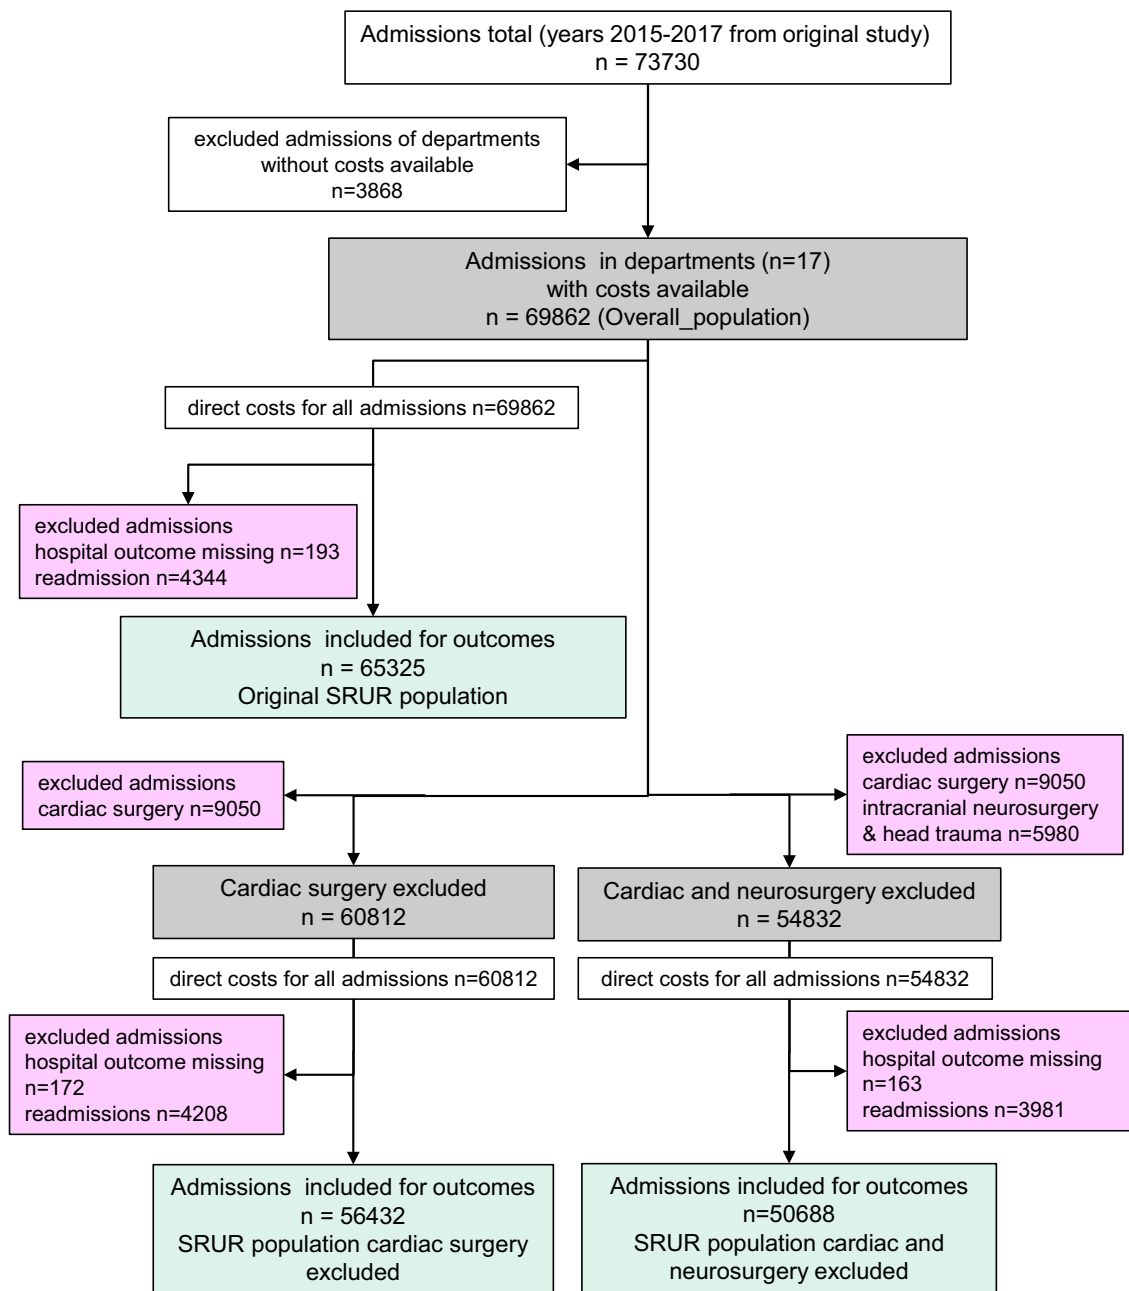 Admissions total (years 2015-2017 from original study)
n = 73730
excluded admissions of departments
without costs available
n=3868
Admissions in departments (n=17)
with costs available
n = 69862 (Overall_population)
direct costs for all admissions n=69862
excluded admissions
hospital outcome missing n=193
readmission n=4344
Admissions included for outcomes
n = 65325
Original SRUR population
excluded admissions
cardiac surgery n=9050
excluded admissions
cardiac surgery n=9050
intracranial neurosurgery
& head trauma n=5980
Cardiac surgery excluded
n = 60812
Cardiac and neurosurgery excluded
n = 54832
direct costs for all admissions n=60812
direct costs for all admissions n=54832
excluded admissions
hospital outcome missing
n=172
readmissions n=4208
excluded admissions
hospital outcome missing
n=163
readmissions n=3981
Admissions included for outcomes
n = 56432
SRUR population cardiac surgery
excluded
Admissions included for outcomes
n=50688
SRUR population cardiac and
neurosurgery excluded